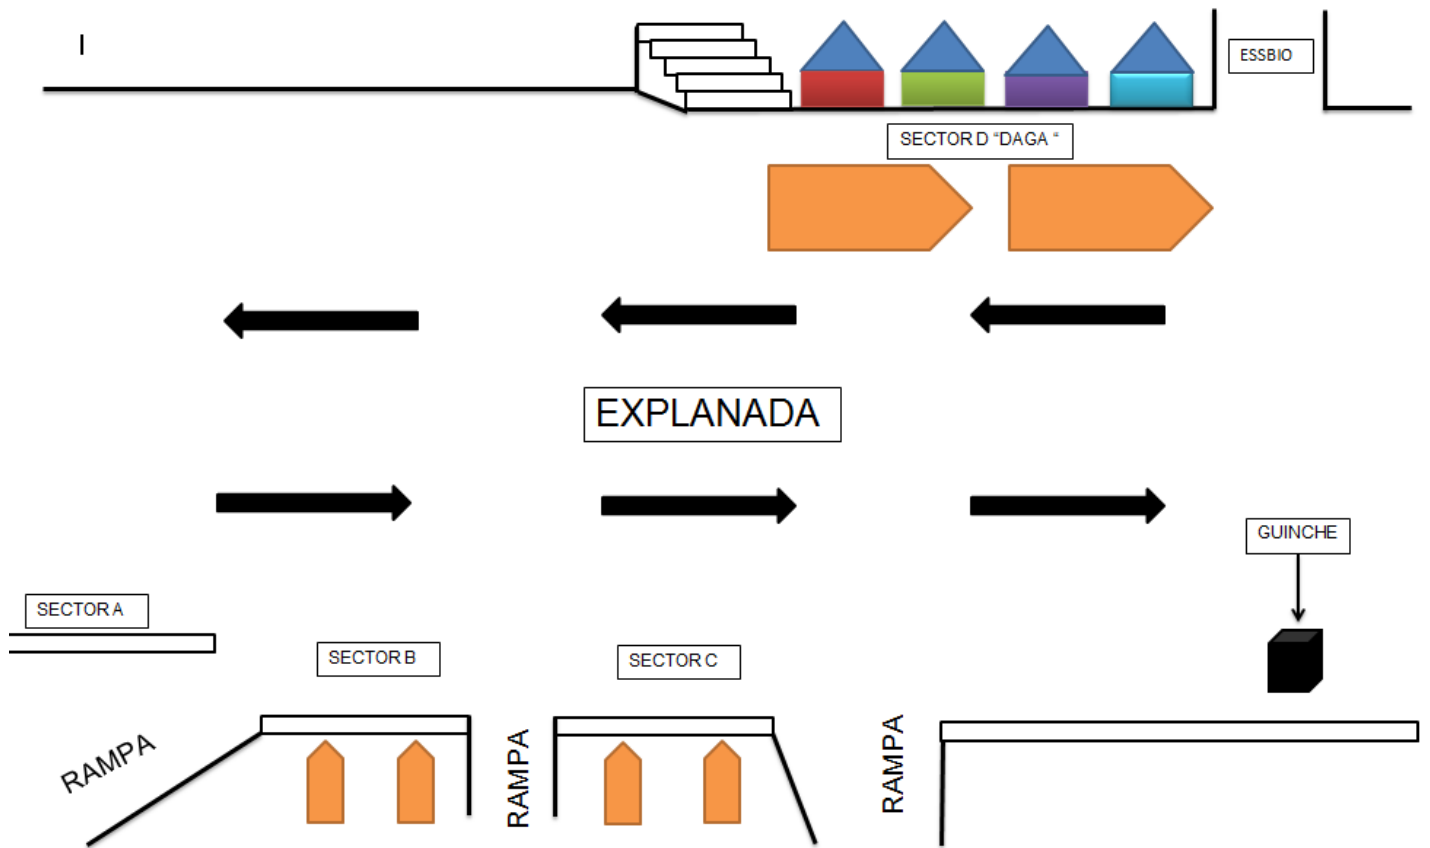 I
ESSBIO
SECTOR D “DAGA “
EXPLANADA
GUINCHE
SECTOR A
SECTOR B
SECTOR C
RAMPA
RAMPA
RAMPA